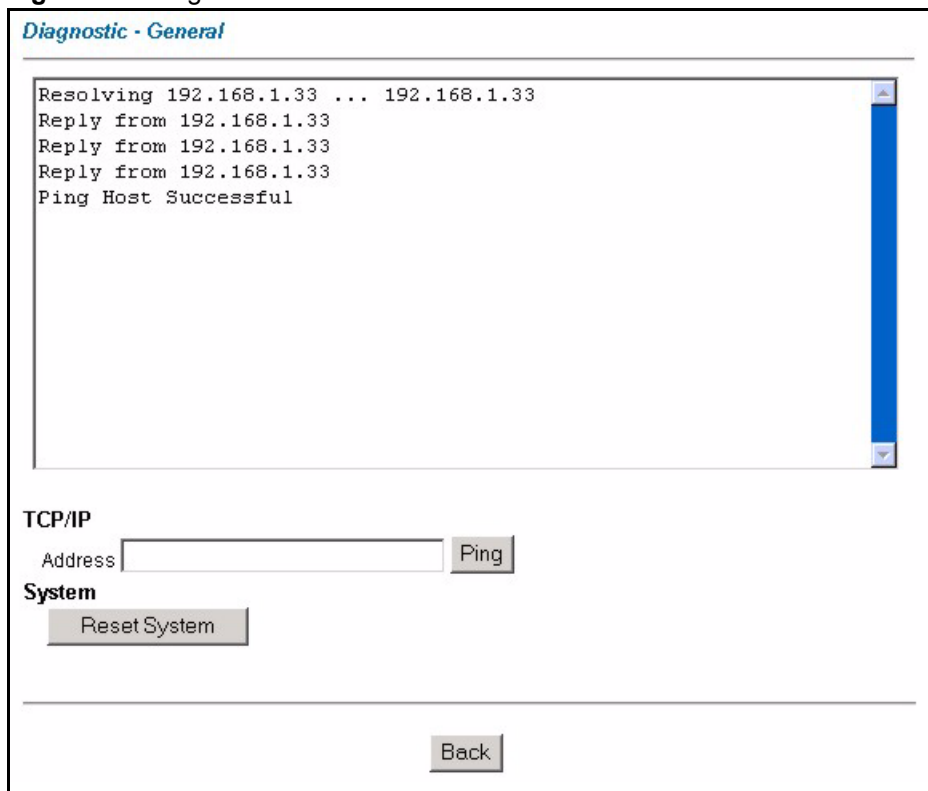 Diagnostic - General
Resolving 192.168.1.33 ... 192.168.1.33
Reply from 192.168.1.33
Reply from 192.168.1.33
Reply from 192.168.1.33
Ping Host Successful
TCP/IP
Address Ping
System
Reset System
Back